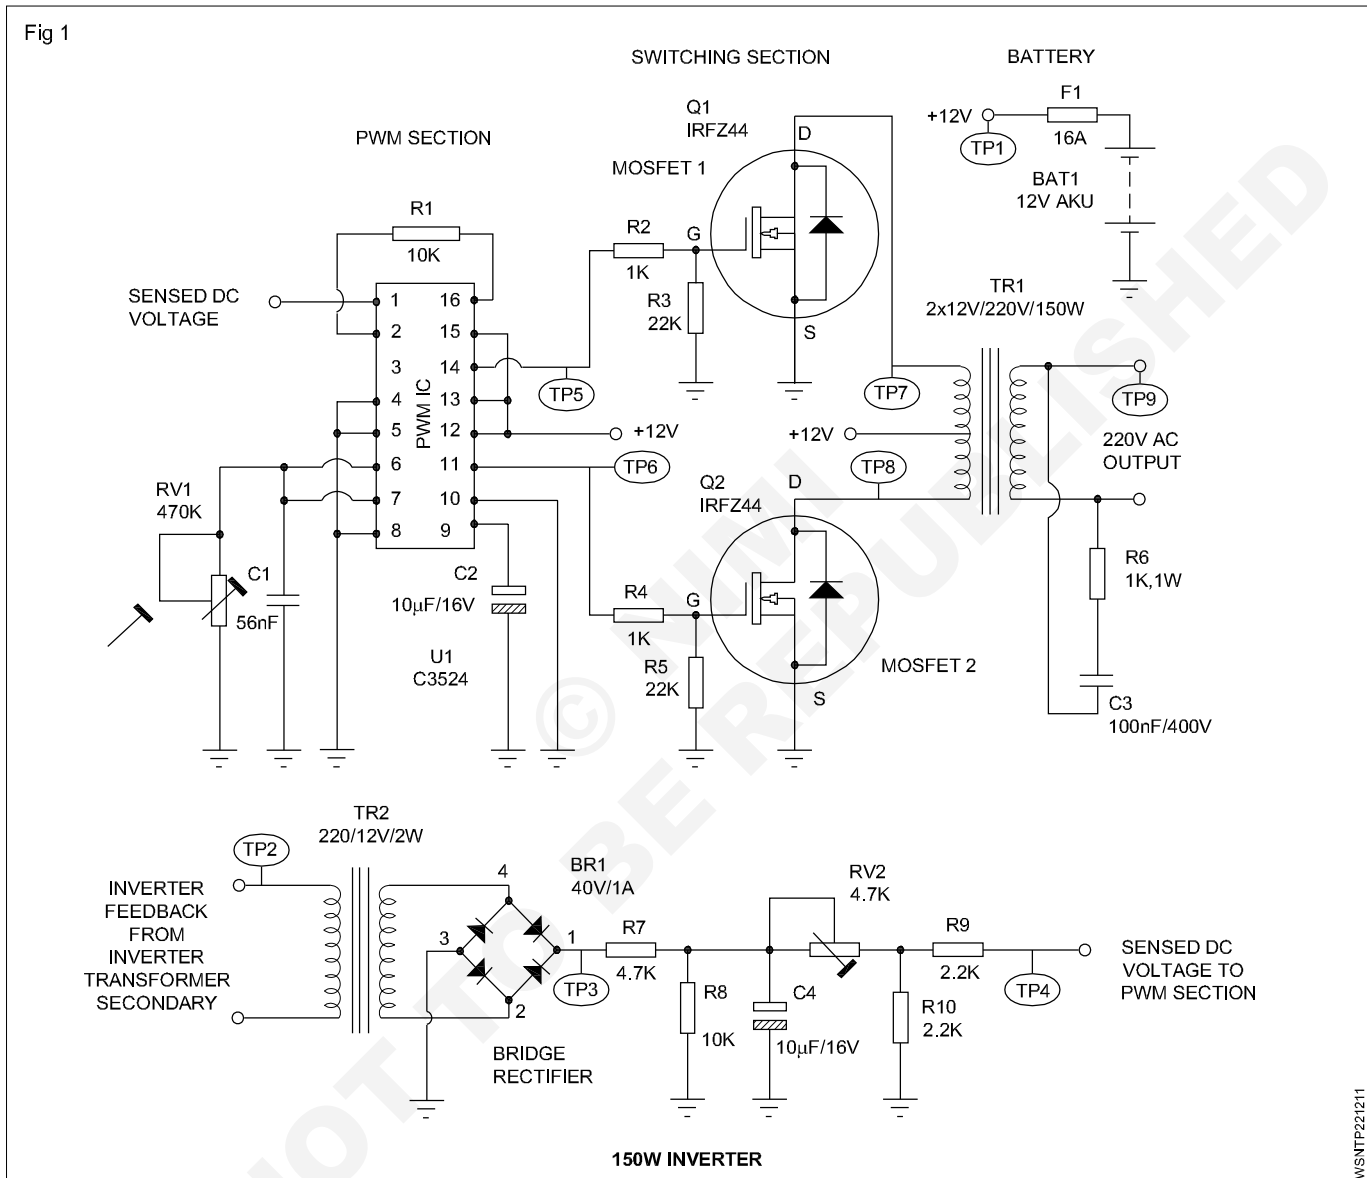 Fig 1
SWITCHING SECTION
BATTERY
PWM SECTION
Q1
IRFZ44
MOSFET 1
D
G
S
+12V
TP1
F1
16A
BAT1
12V AKU
R1
10K
R2
1K
R3
22K
SENSED DC
VOLTAGE
1
2
3
4
5
6
7
8
16
15
14
13
12
11
10
9
PWM IC
TP5
+12V
TP6
TR1
2x12V/220V/150W
TP7
+12V
TP8
TP9
220V AC
OUTPUT
RV1
470K
C1
56nF
C2
10μF/16V
U1
C3524
R4
1K
R5
22K
Q2
IRFZ44
D
G
S
MOSFET 2
R6
1K,1W
C3
100nF/400V
TR2
220/12V/2W
TP2
INVERTER
FEEDBACK
FROM
INVERTER
TRANSFORMER
SECONDARY
4
3
1
2
BR1
40V/1A
BRIDGE
RECTIFIER
TP3
R7
4.7K
R8
10K
C4
10μF/16V
RV2
4.7K
R9
2.2K
R10
2.2K
TP4
SENSED DC
VOLTAGE TO
PWM SECTION
150W INVERTER
WSNTP221211
© NIMI
NOT TO BE REPUBLISHED